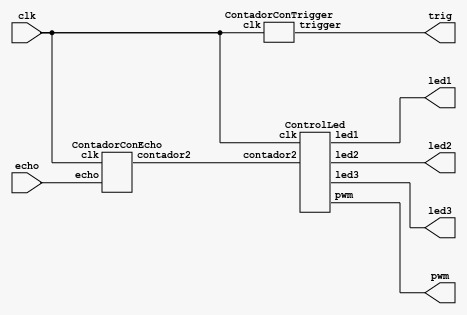 clk
ContadorConTrigger
clk
trigger
trig
led1
ControlLed
clk
led1
led2
led2
ContadorConEcho
clk
contador2
contador2
echo
echo
led3
led3
pwm
pwm